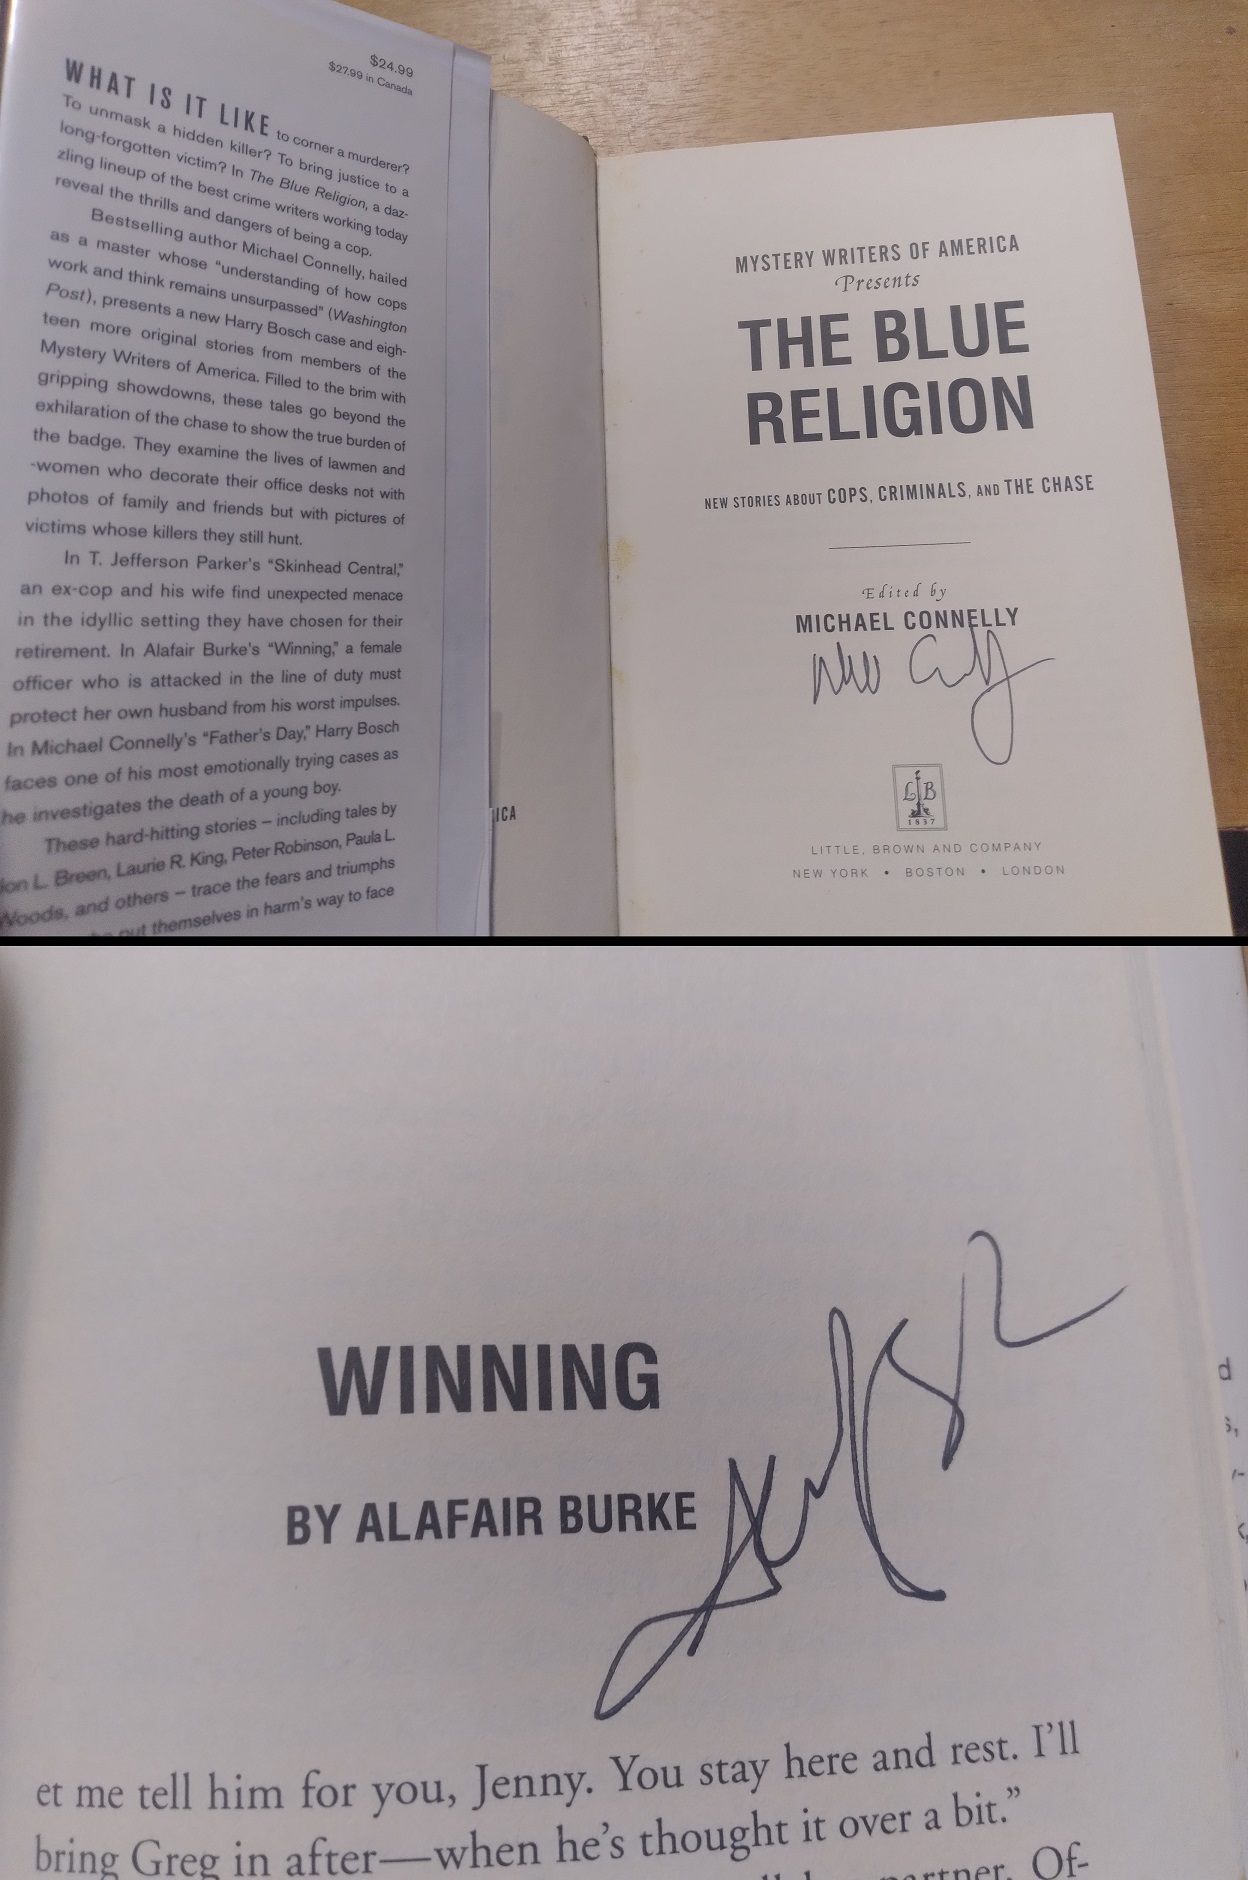 $24.99
$27.99 in Canada
WHAT IS IT LIKE to corner a murderer?
To unmask a hidden killer? To bring justice to a
long-forgotten victim? In The Blue Religion, a daz-
zling lineup of the best crime writers working today
reveal the thrills and dangers of being a cop.
Bestselling author Michael Connelly, hailed
as a master whose “understanding of how cops
work and think remains unsurpassed” (Washington
Post), presents a new Harry Bosch case and eigh-
teen more original stories from members of the
Mystery Writers of America. Filled to the brim with
gripping showdowns, these tales go beyond the
exhilaration of the chase to show the true burden of
the badge. They examine the lives of lawmen and
-women who decorate their office desks not with
photos of family and friends but with pictures of
victims whose killers they still hunt.
In T. Jefferson Parker’s “Skinhead Central,”
an ex-cop and his wife find unexpected menace
in the idyllic setting they have chosen for their
retirement. In Alafair Burke’s “Winning,” a female
officer who is attacked in the line of duty must
protect her own husband from his worst impulses.
In Michael Connelly’s “Father’s Day,” Harry Bosch
faces one of his most emotionally trying cases as
he investigates the death of a young boy.
These hard-hitting stories – including tales by
Jon L. Breen, Laurie R. King, Peter Robinson, Paula L.
Woods, and others – trace the fears and triumphs
put themselves in harm’s way to face
ICA
MYSTERY WRITERS OF AMERICA
Presents
THE BLUE
RELIGION
NEW STORIES ABOUT COPS, CRIMINALS, AND THE CHASE
Edited by
MICHAEL CONNELLY
L B
1837
LITTLE, BROWN AND COMPANY
NEW YORK • BOSTON • LONDON
WINNING
BY ALAFAIR BURKE
et me tell him for you, Jenny. You stay here and rest. I’ll
bring Greg in after—when he’s thought it over a bit.”
partner. Of-
d
s,